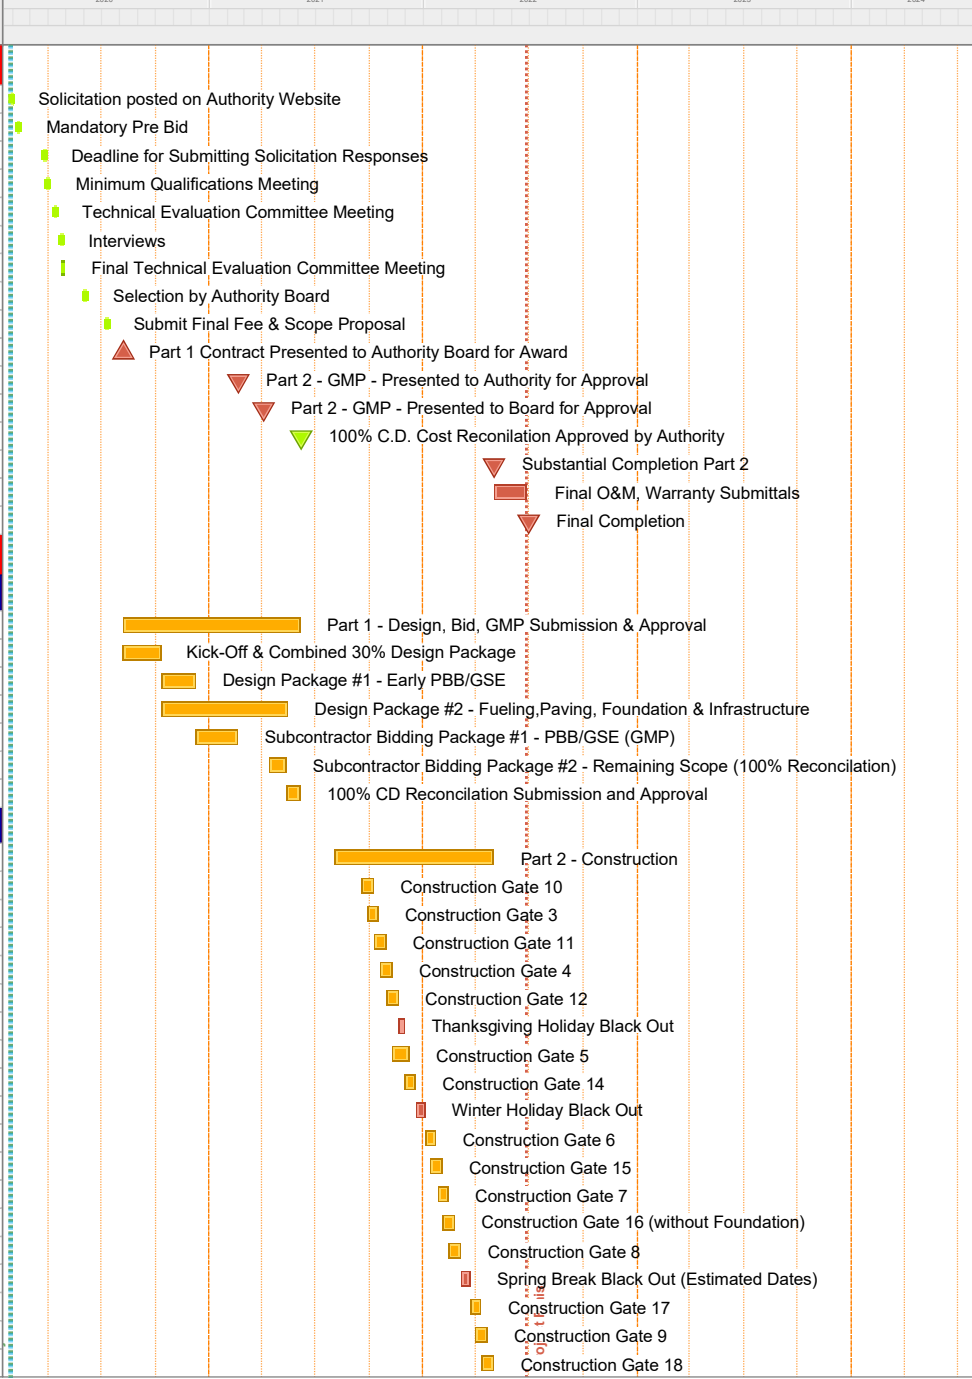 Solicitation posted on Authority Website
Mandatory Pre Bid
Deadline for Submitting Solicitation Responses
Minimum Qualifications Meeting
Technical Evaluation Committee Meeting
Interviews
Final Technical Evaluation Committee Meeting
Selection by Authority Board
Submit Final Fee & Scope Proposal
Part 1 Contract Presented to Authority Board for Award
Part 2 - GMP - Presented to Authority for Approval
Part 2 - GMP - Presented to Board for Approval
100% C.D. Cost Reconilation Approved by Authority
Substantial Completion Part 2
Final O&M, Warranty Submittals
Final Completion
Part 1 - Design, Bid, GMP Submission & Approval
Kick-Off & Combined 30% Design Package
Design Package #1 - Early PBB/GSE
Design Package #2 - Fueling,Paving, Foundation & Infrastructure
Subcontractor Bidding Package #1 - PBB/GSE (GMP)
Subcontractor Bidding Package #2 - Remaining Scope (100% Reconcilation)
100% CD Reconcilation Submission and Approval
Part 2 - Construction
Construction Gate 10
Construction Gate 3
Construction Gate 11
Construction Gate 4
Construction Gate 12
Thanksgiving Holiday Black Out
Construction Gate 5
Construction Gate 14
Winter Holiday Black Out
Construction Gate 6
Construction Gate 15
Construction Gate 7
Construction Gate 16 (without Foundation)
Construction Gate 8
Spring Break Black Out (Estimated Dates)
Construction Gate 17
Construction Gate 9
Construction Gate 18